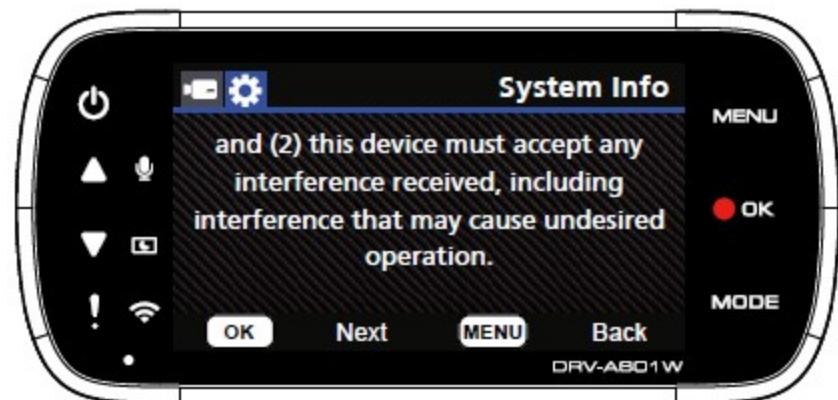 System Info
MENU
and (2) this device must accept any
interference received, including
interference that may cause undesired
operation.
OK
OK Next MENU Back
MODE
DRV-A801W